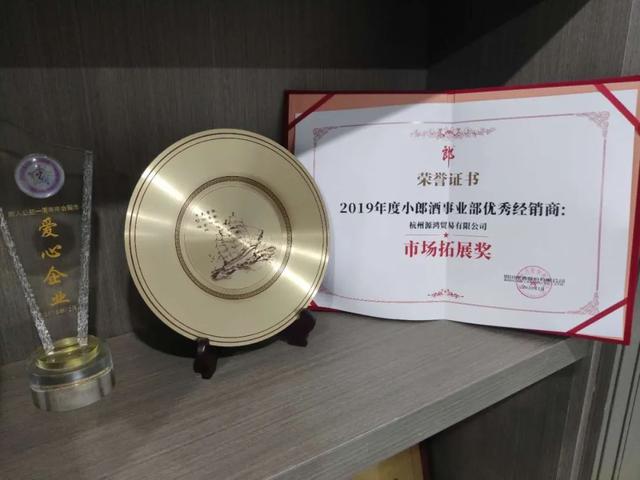 爱心企业
郎
荣誉证书
2019年度小郎酒事业部优秀经销商：
杭州源鸿贸易有限公司
市场拓展奖